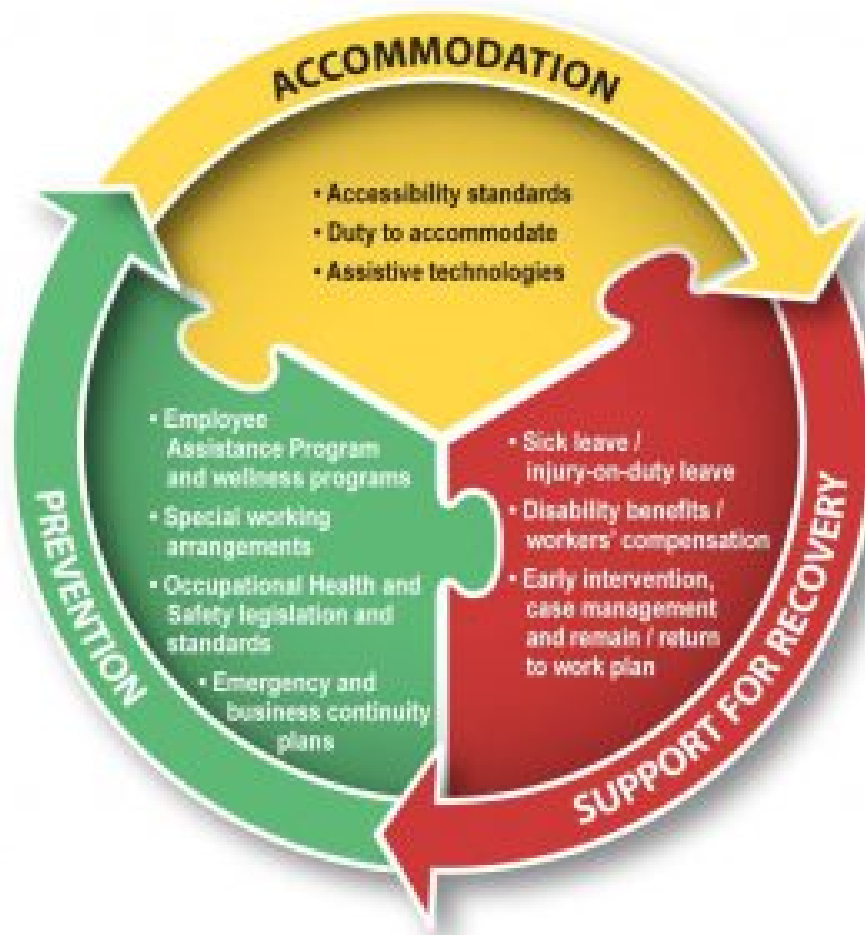 ACCOMMODATION
• Accessibility standards
• Duty to accommodate
• Assistive technologies
PREVENTION
• Employee
Assistance Program
and wellness programs
• Special working
arrangements
• Occupational Health and
Safety legislation and
standards
• Emergency and
business continuity
plans
SUPPORT FOR RECOVERY
• Sick leave /
injury-on-duty leave
• Disability benefits /
workers' compensation
• Early intervention,
case management
and remain / return
to work plan